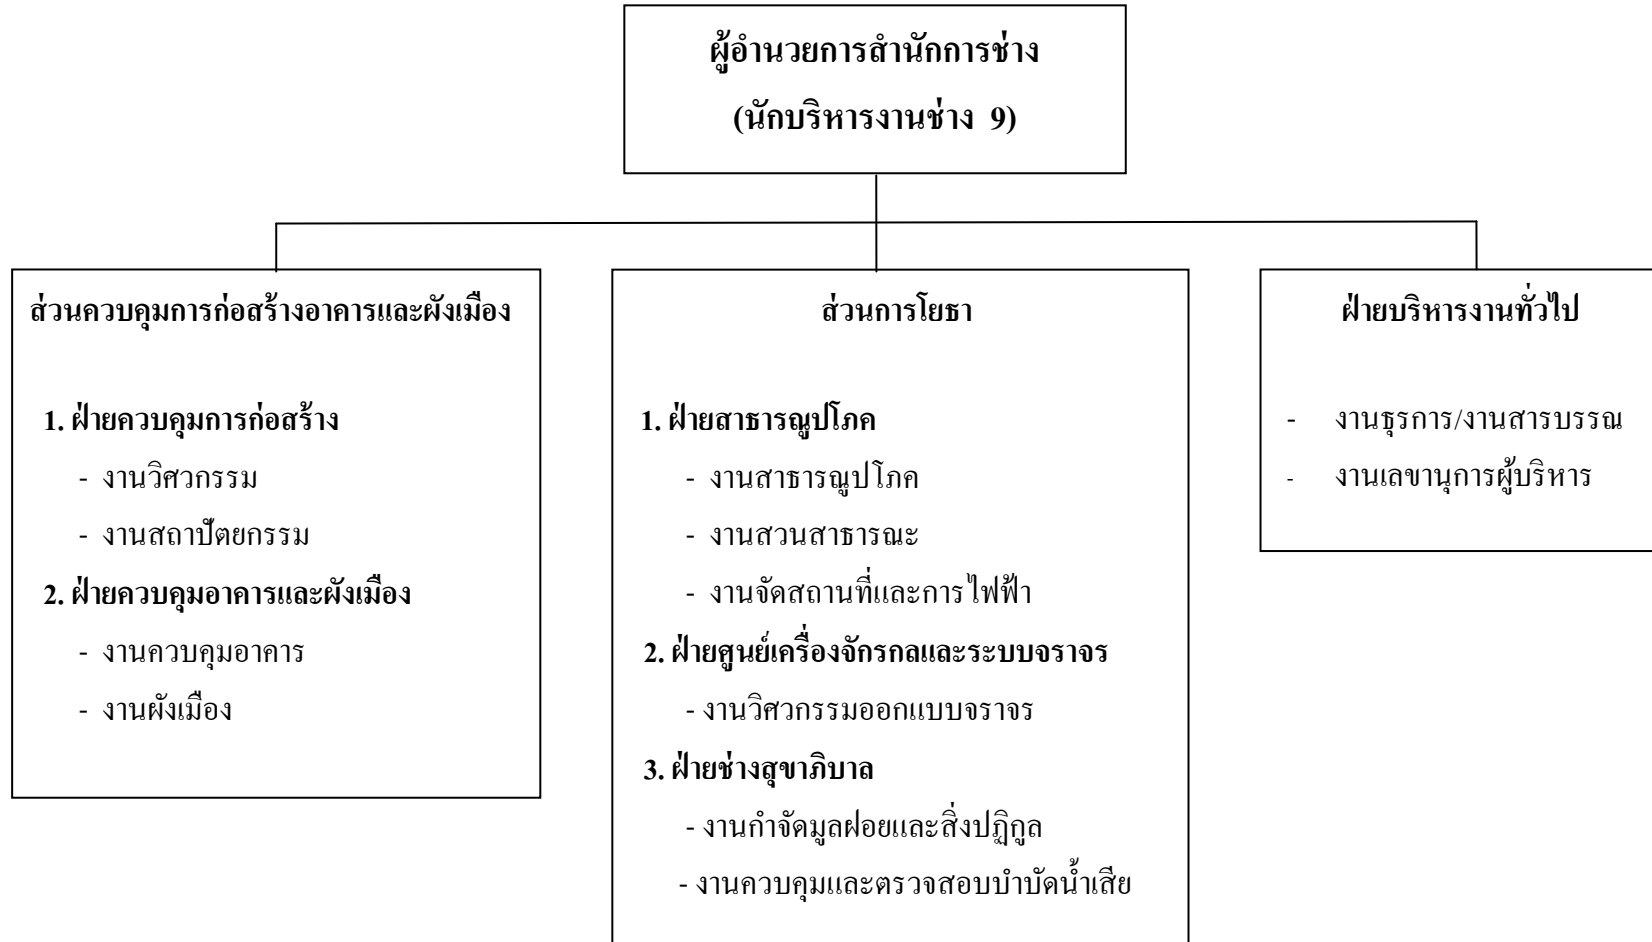 ผู้อำนวยการสำนักการช่าง
(นักบริหารงานช่าง 9)
ส่วนควบคุมการก่อสร้างอาคารและผังเมือง
1. ฝ่ายควบคุมการก่อสร้าง
- งานวิศวกรรม
- งานสถาปัตยกรรม
2. ฝ่ายควบคุมอาคารและผังเมือง
- งานควบคุมอาคาร
- งานผังเมือง
ส่วนการโยธา
1. ฝ่ายสาธารณูปโภค
- งานสาธารณูปโภค
- งานสวนสาธารณะ
- งานจัดสถานที่และการไฟฟ้า
2. ฝ่ายศูนย์เครื่องจักรกลและระบบจราจร
- งานวิศวกรรมออกแบบจราจร
3. ฝ่ายช่างสุขาภิบาล
- งานกำจัดมูลฝอยและสิ่งปฏิกูล
- งานควบคุมและตรวจสอบบำบัดน้ำเสีย
ฝ่ายบริหารงานทั่วไป
- งานธุรการ/งานสารบรรณ
- งานเลขานุการผู้บริหาร